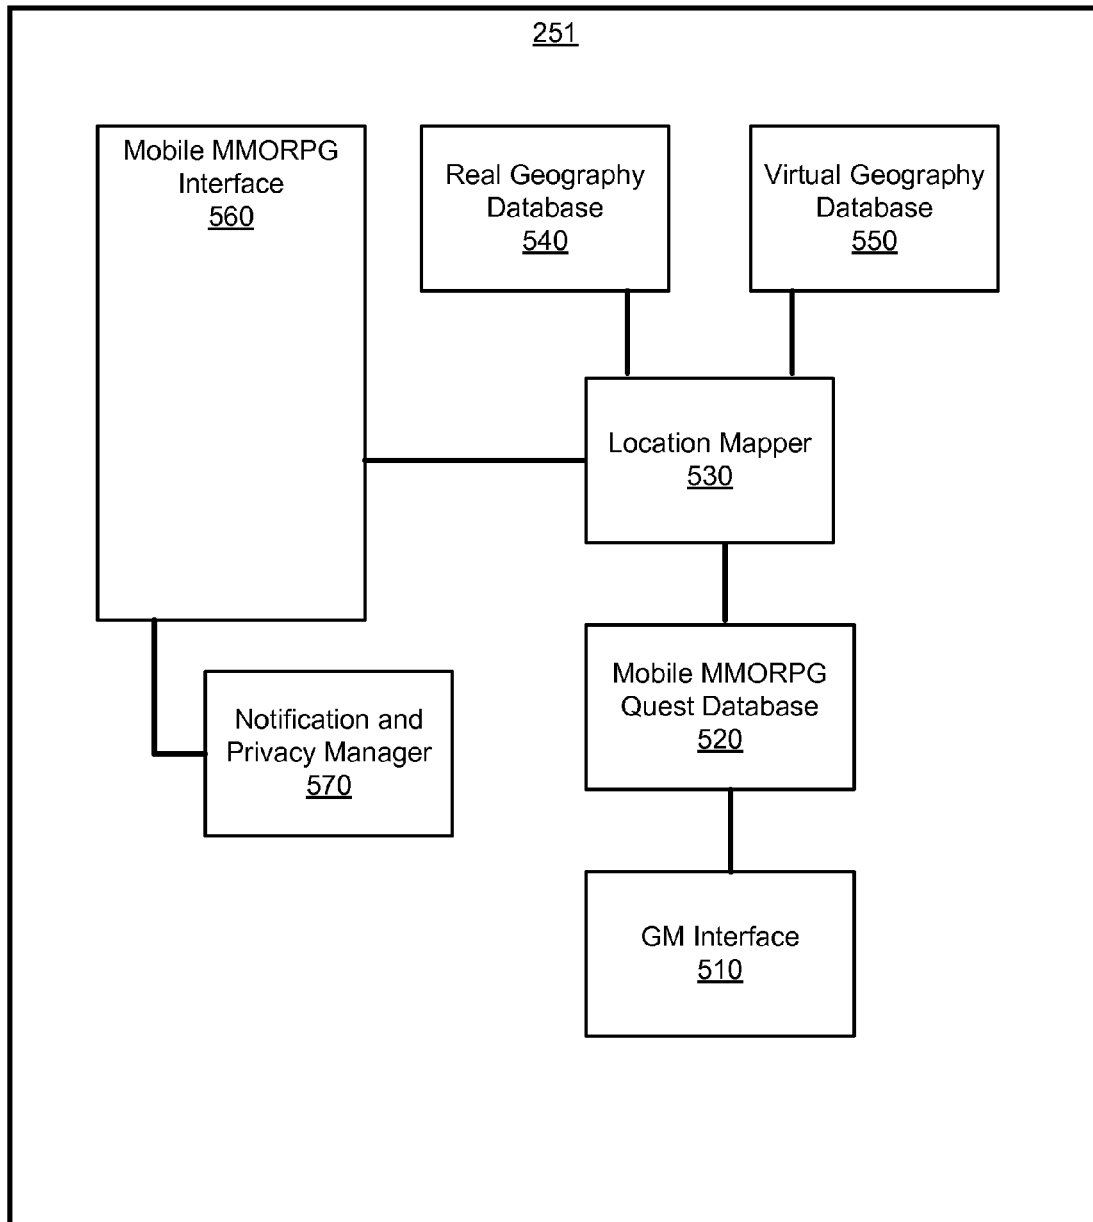 251
Mobile MMORPG
Interface
560
Real Geography
Database
540
Virtual Geography
Database
550
Location Mapper
530
Mobile MMORPG
Quest Database
520
Notification and
Privacy Manager
570
GM Interface
510